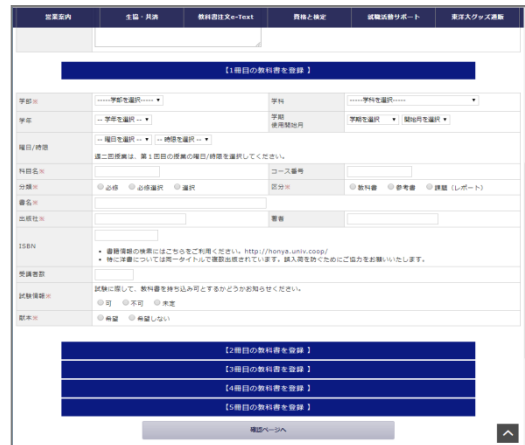 営業案内 生協・共済 教科書注文e-Text 資格と検定 就職活動サポート 東洋大グッズ通販
【1冊目の教科書を登録 】
学部※ -----学部を選択----- 学科 -----学科を選択-----
学年 -- 学年を選択 -- 学期 使用開始月 学期を選択 開始月を選択
曜日/時限 -- 曜日を選択 -- -- 時限を選択 --
週二回授業は、第１回目の授業の曜日/時限を選択してください。
科目名※ コース番号
分類※ 必修 必修選択 選択 区分※ 教科書 参考書 課題（レポート）
書名※
出版社※ 著者
ISBN
書籍情報の検索にはこちらをご利用ください。http://honya.univ.coop/
特に洋書については同一タイトルで複数出版されています。誤入荷を防ぐためにご協力をお願いいたします。
受講者数
試験情報※ 試験に際して、教科書を持ち込み可とするかどうかお知らせください。
可 不可 未定
献本※ 希望 希望しない
【2冊目の教科書を登録 】
【3冊目の教科書を登録 】
【4冊目の教科書を登録 】
【5冊目の教科書を登録 】
確認ページへ